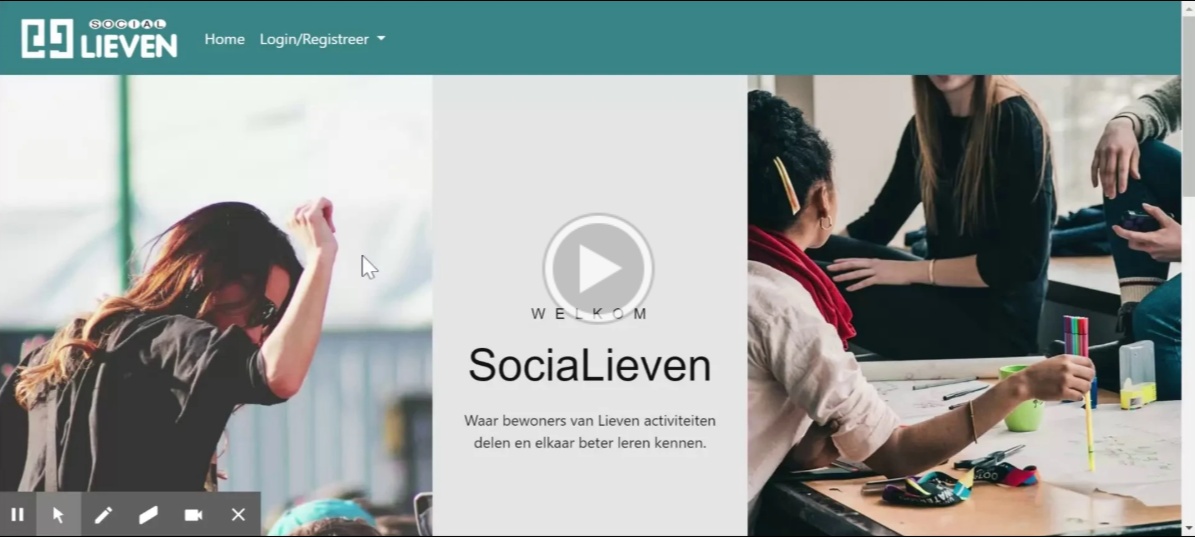 SOCIAL
LIEVEN
Home
Login/Registreer
WELKOM
SociaLieven
Waar bewoners van Lieven activiteiten
delen en elkaar beter leren kennen.